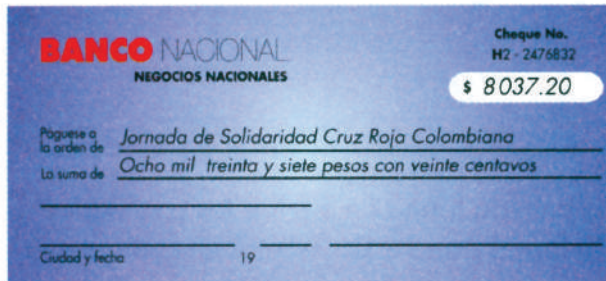 BANCO NACIONAL
NEGOCIOS NACIONALES
Cheque No.
H2 - 2476832
$ 8037.20
Páguese a
la orden de Jornada de Solidaridad Cruz Roja Colombiana
La suma de Ocho mil treinta y siete pesos con veinte centavos
Ciudad y fecha 19